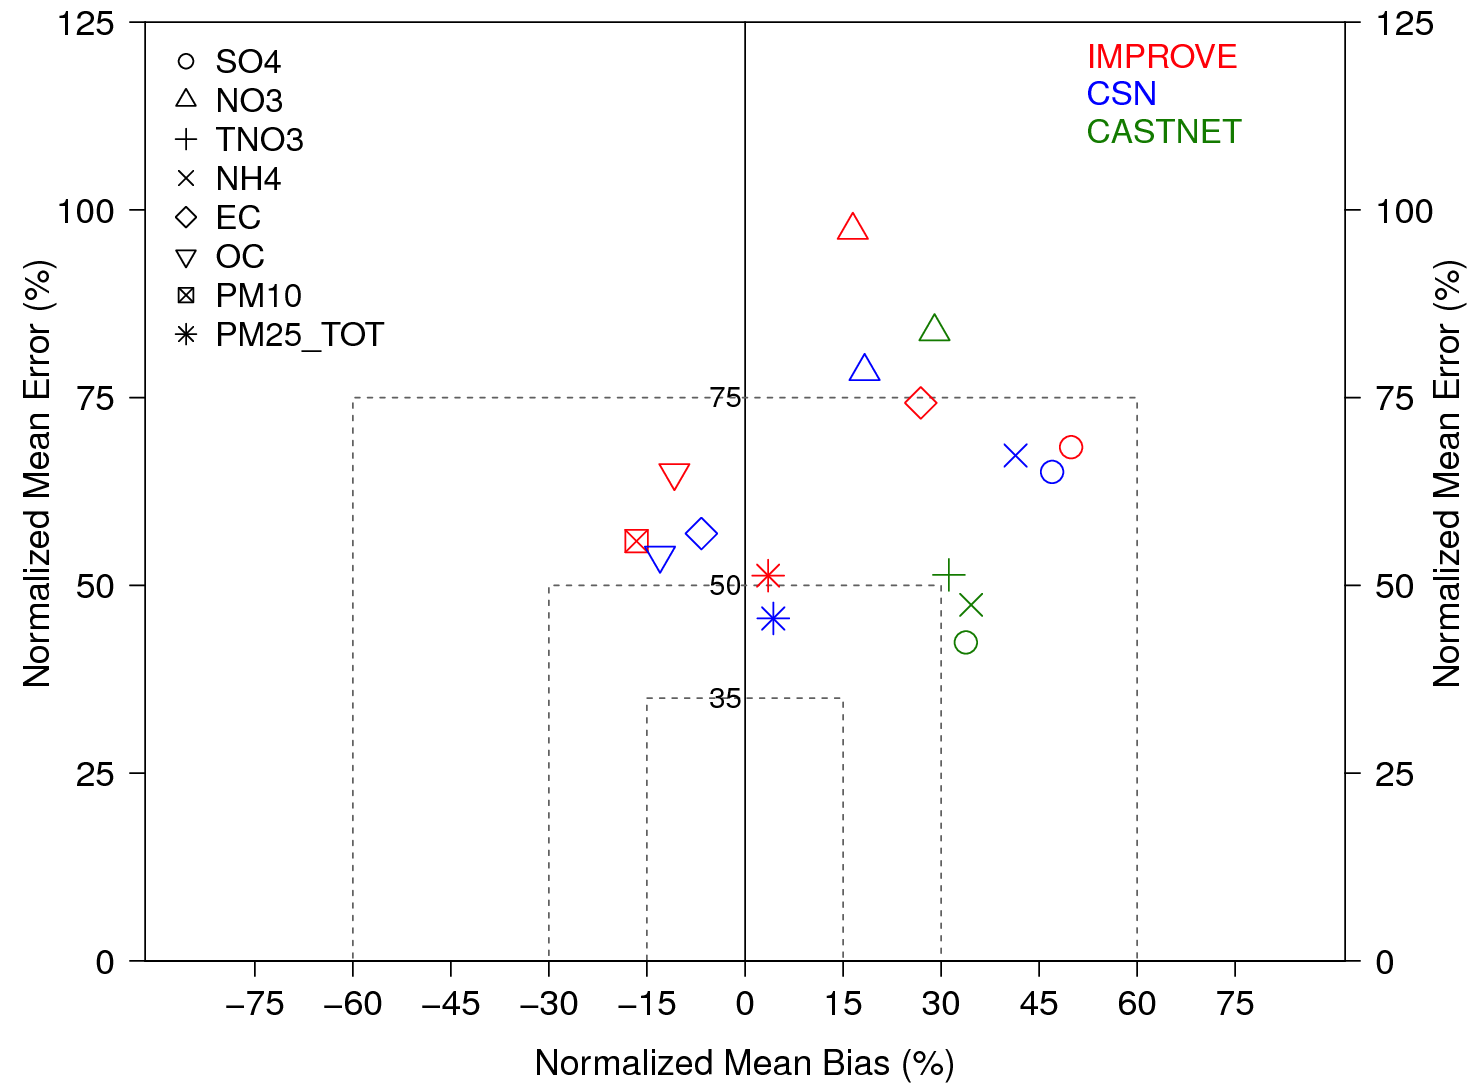 125
100
75
50
25
0
Normalized Mean Error (%)
SO4
NO3
TNO3
NH4
EC
OC
PM10
PM25_TOT
IMPROVE
CSN
CASTNET
75
50
35
125
100
75
50
25
0
Normalized Mean Error (%)
−75 −60 −45 −30 −15 0 15 30 45 60 75
Normalized Mean Bias (%)